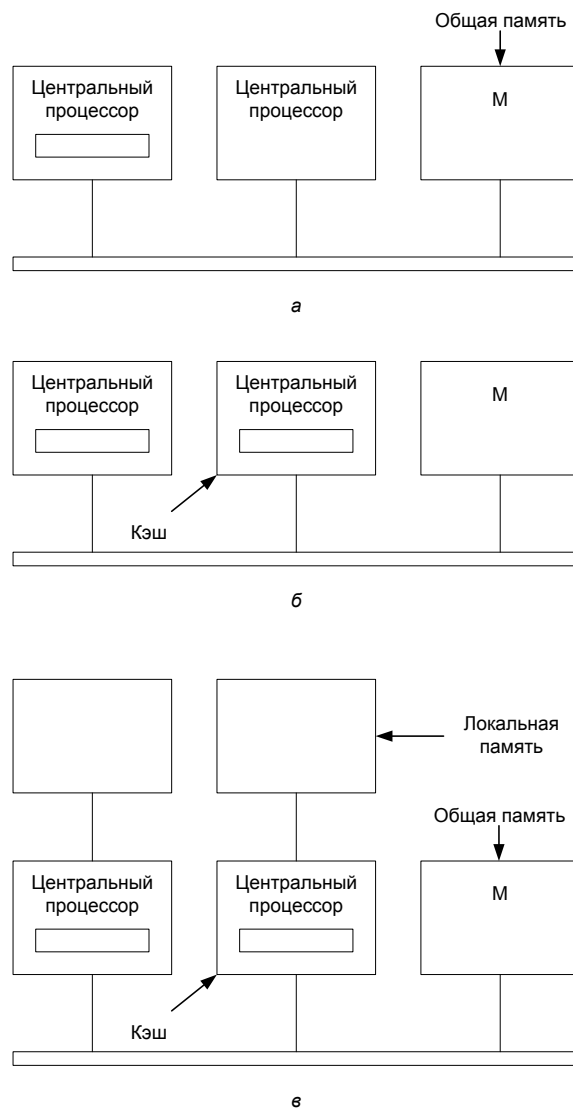 Общая память
Центральный
процессор
Центральный
процессор
М
а
Центральный
процессор
Центральный
процессор
М
Кэш
б
Локальная
память
Общая память
Центральный
процессор
Центральный
процессор
М
Кэш
в